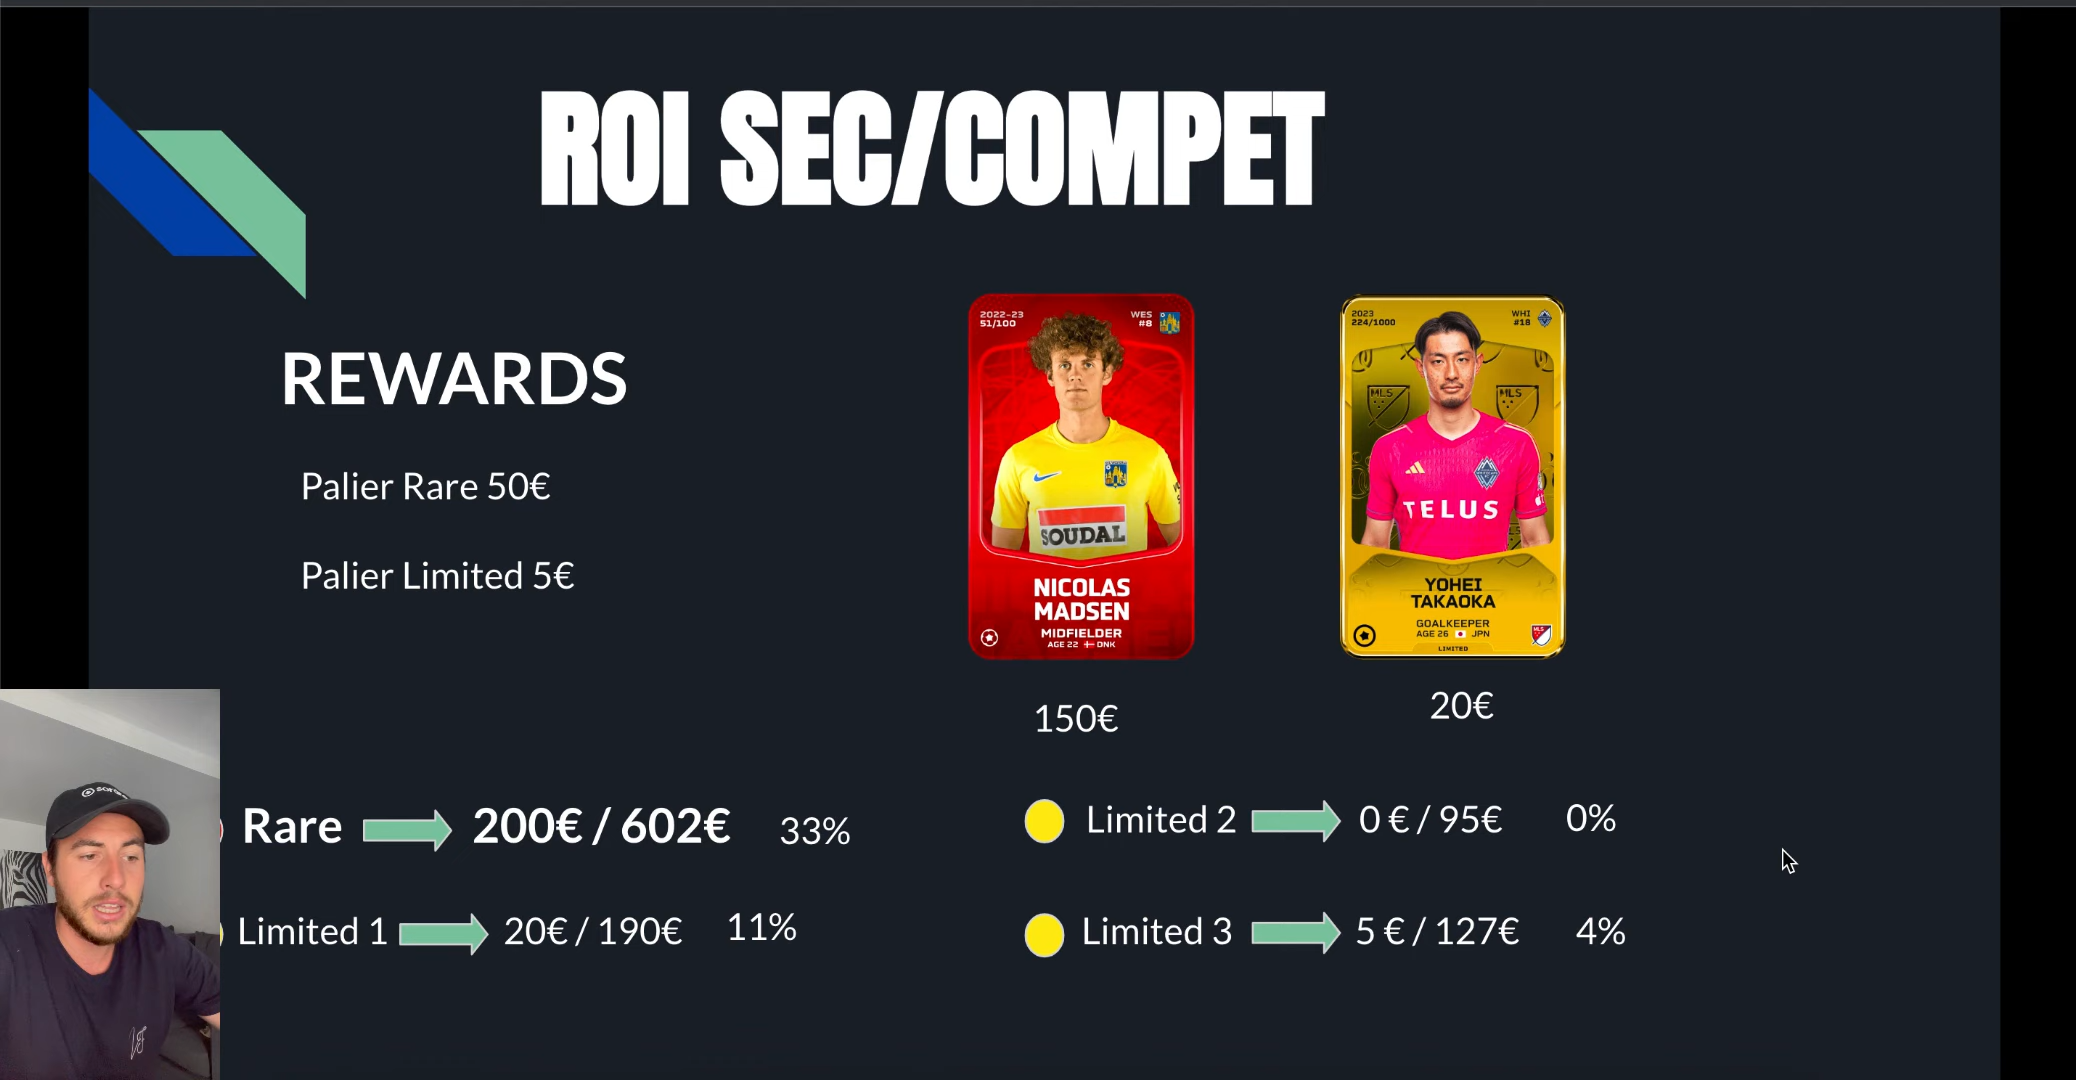 ROI SEC/COMPET
REWARDS
Palier Rare 50€
Palier Limited 5€
2022-23
51/100
WES
#8
SOUDAL
NICOLAS
MADSEN
MIDFIELDER
AGE 22 DNK
150€
2023
224/1000
WHI
#18
MLS
MLS
TELUS
YOHEI
TAKAOKA
GOALKEEPER
AGE 26 JPN
MLS
LIMITED
20€
Rare 200€ / 602€ 33%
Limited 1 20€ / 190€ 11%
Limited 2 0 € / 95€ 0%
Limited 3 5 € / 127€ 4%